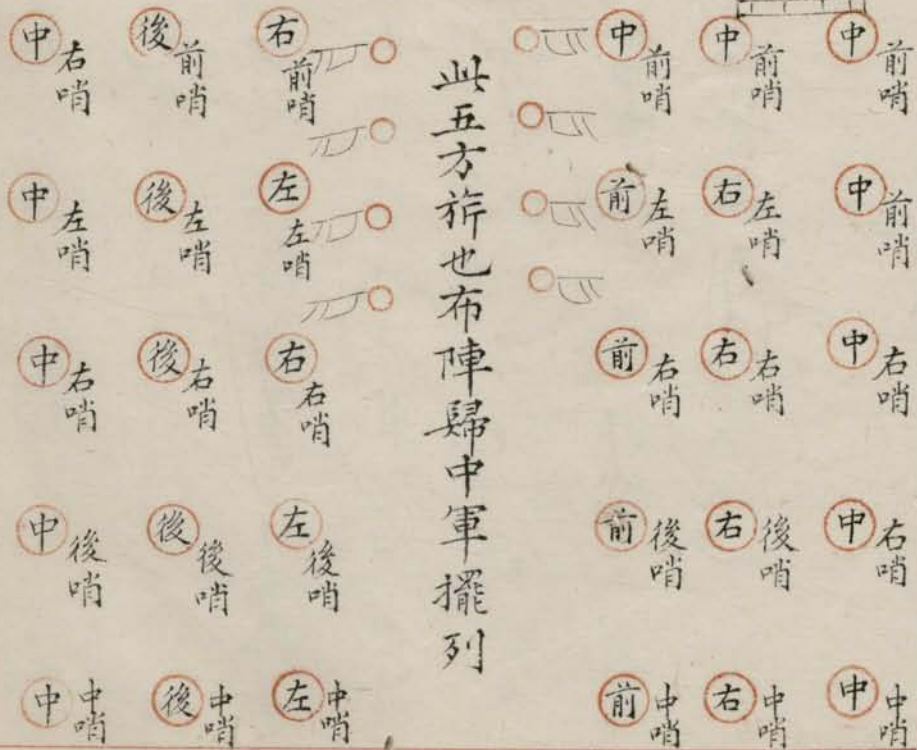 中 前哨
中 前哨
中 右哨
中 右哨
中 中哨
中 前哨
右 左哨
右 右哨
右 後哨
右 中哨
中 前哨
前 左哨
前 右哨
前 後哨
前 中哨
此五方旂也布陣歸中軍擺列
右 前哨
左 左哨
右 右哨
左 後哨
左 中哨
後 前哨
後 左哨
後 右哨
後 後哨
後 中哨
中 右哨
中 左哨
中 右哨
中 後哨
中 中哨